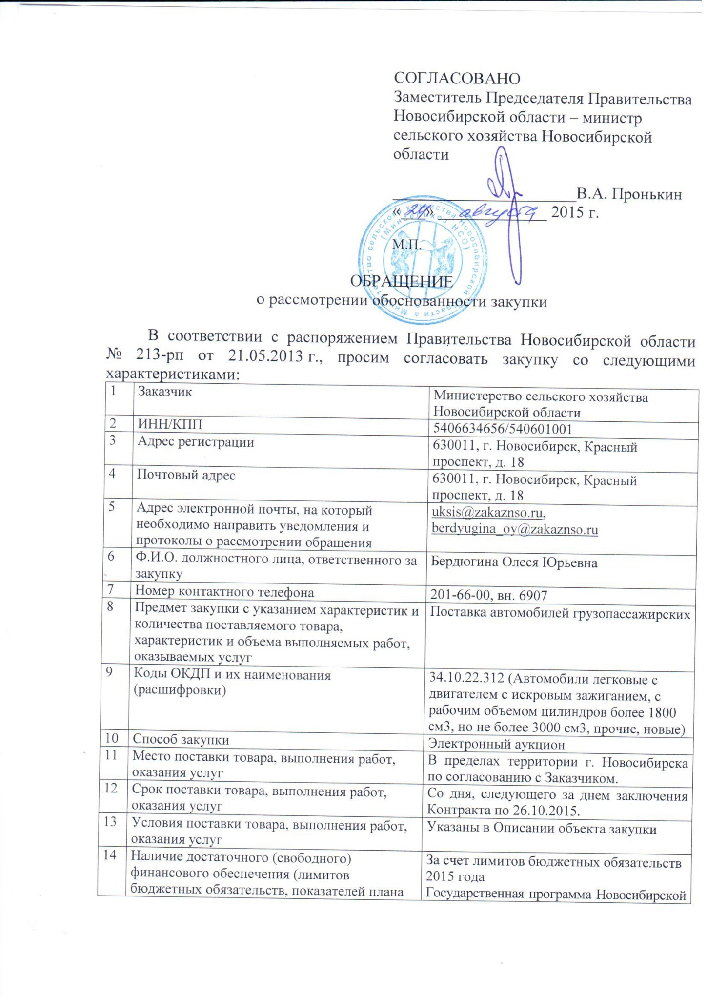 СОГЛАСОВАНО
Заместитель Председателя Правительства
Новосибирской области – министр
сельского хозяйства Новосибирской
области
В.А. Пронькин
« » августа 2015 г.
Министерство сельского хозяйства Новосибирской области
(Минсельхоз НСО)
М.П.
ОБРАЩЕНИЕ
о рассмотрении обоснованности закупки
В соответствии с распоряжением Правительства Новосибирской области
№ 213-рп от 21.05.2013 г., просим согласовать закупку со следующими
характеристиками:
1 Заказчик
Министерство сельского хозяйства
Новосибирской области
2 ИНН/КПП
5406634656/540601001
3 Адрес регистрации
630011, г. Новосибирск, Красный
проспект, д. 18
4 Почтовый адрес
630011, г. Новосибирск, Красный
проспект, д. 18
5 Адрес электронной почты, на который
необходимо направить уведомления и
протоколы о рассмотрении обращения
uksis@zakaznso.ru,
berdyugina_oy@zakaznso.ru
6 Ф.И.О. должностного лица, ответственного за
закупку
Бердюгина Олеся Юрьевна
7 Номер контактного телефона
201-66-00, вн. 6907
8 Предмет закупки с указанием характеристик и
количества поставляемого товара,
характеристик и объема выполняемых работ,
оказываемых услуг
Поставка автомобилей грузопассажирских
9 Коды ОКДП и их наименования
(расшифровки)
34.10.22.312 (Автомобили легковые с
двигателем с искровым зажиганием, с
рабочим объемом цилиндров более 1800
см3, но не более 3000 см3, прочие, новые)
10 Способ закупки
Электронный аукцион
11 Место поставки товара, выполнения работ,
оказания услуг
В пределах территории г. Новосибирска
по согласованию с Заказчиком.
12 Срок поставки товара, выполнения работ,
оказания услуг
Со дня, следующего за днем заключения
Контракта по 26.10.2015.
13 Условия поставки товара, выполнения работ,
оказания услуг
Указаны в Описании объекта закупки
14 Наличие достаточного (свободного)
финансового обеспечения (лимитов
бюджетных обязательств, показателей плана
За счет лимитов бюджетных обязательств
2015 года
Государственная программа Новосибирской